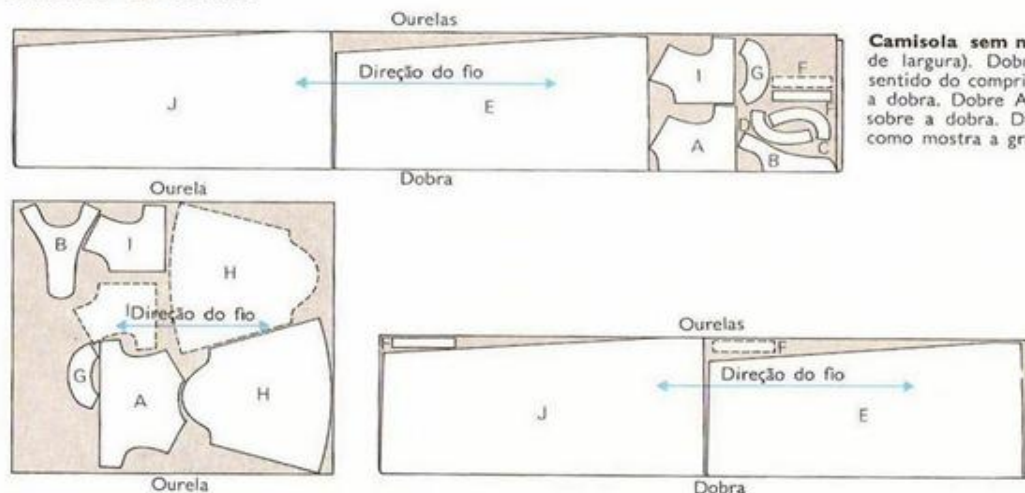 Ourelas
J
Direção do fio
E
I
A
G
F
F
D
C
B
Dobra
Camisola sem
de largura). Dobr
sentido do compri
a dobra. Dobre A
sobre a dobra. D
como mostra a gr
Ourela
B
I
H
I
Direção do fio
G
A
H
Ourela
Ourelas
F
F
Direção do fio
J
E
Dobra